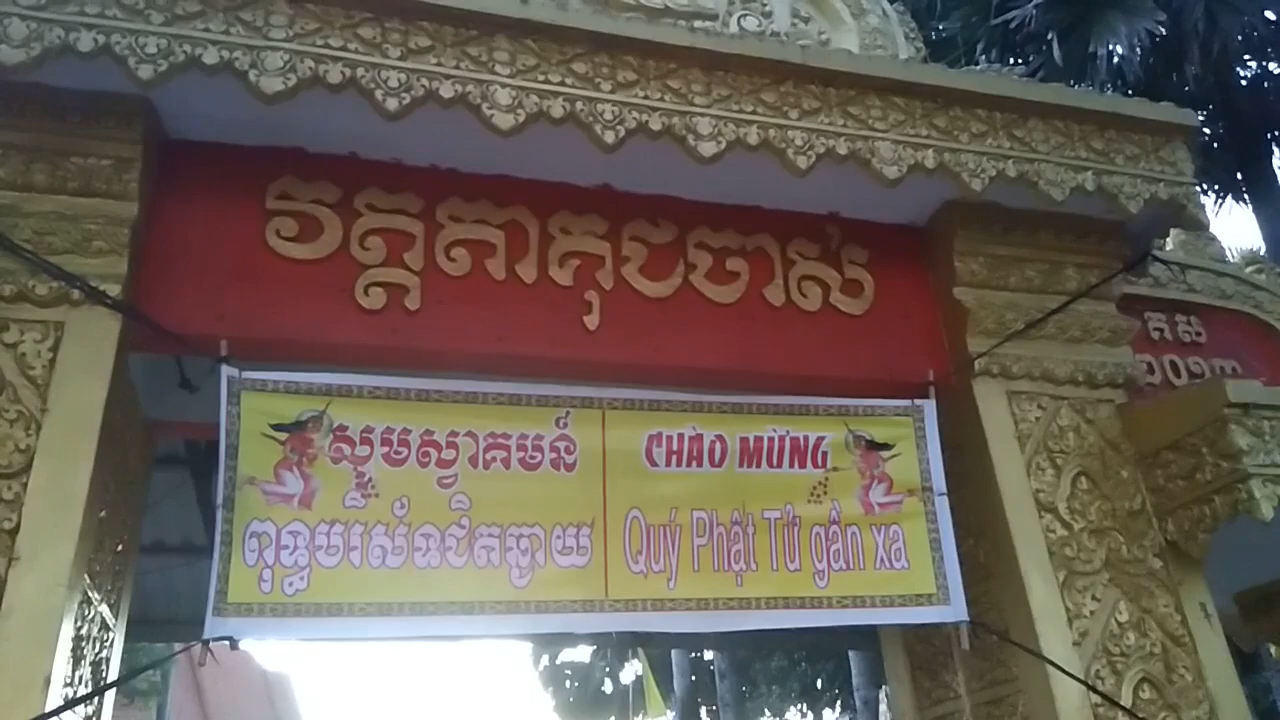 វត្តតាគុជចាស់
សូមស្វាគមន៍
ពុទ្ធបរិស័ទជិតឆ្ងាយ
CHÀO MỪNG
Quý Phật Tử gần xa
គស
២០១៣